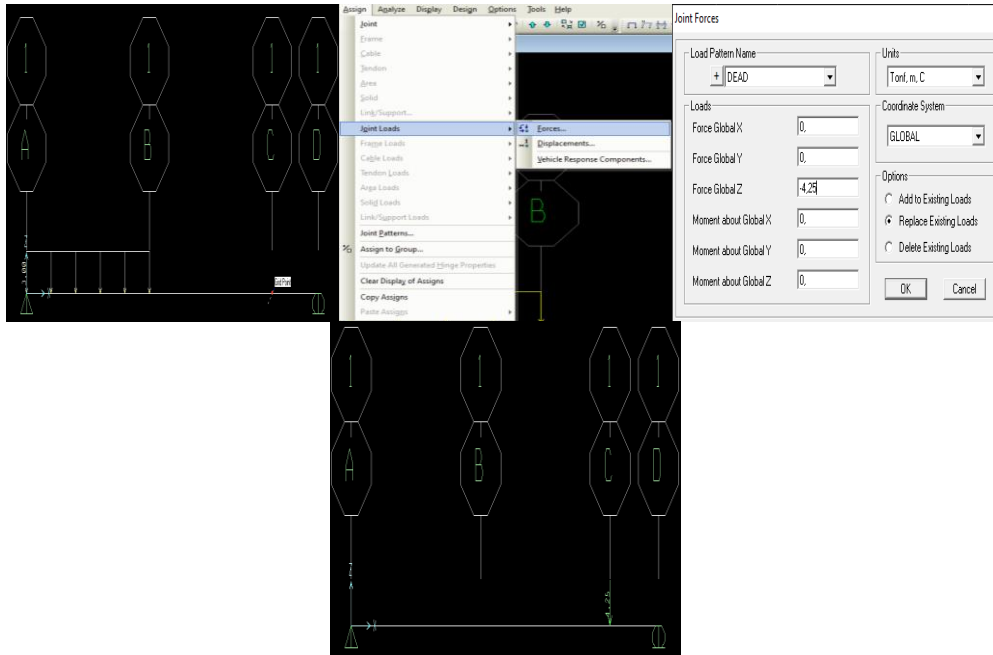 1 1 1 1
A B C D
Grid Point
Assign Analyze Display Design Options Tools Help
Joint
Frame
Cable
Tendon
Area
Solid
Link/Support...
Joint Loads
Frame Loads
Cable Loads
Tendon Loads
Area Loads
Solid Loads
Link/Support Loads
Joint Patterns...
Assign to Group...
Update All Generated Hinge Properties
Clear Display of Assigns
Copy Assigns
Paste Assigns
Forces...
Displacements...
Vehicle Response Components...
B
Joint Forces
Load Pattern Name
+ DEAD
Units
Tonf, m, C
Loads
Force Global X 0,
Force Global Y 0,
Force Global Z -4,25
Moment about Global X 0,
Moment about Global Y 0,
Moment about Global Z 0,
Coordinate System
GLOBAL
Options
Add to Existing Loads
Replace Existing Loads
Delete Existing Loads
OK Cancel
1 1 1 1
A B C D
4.25